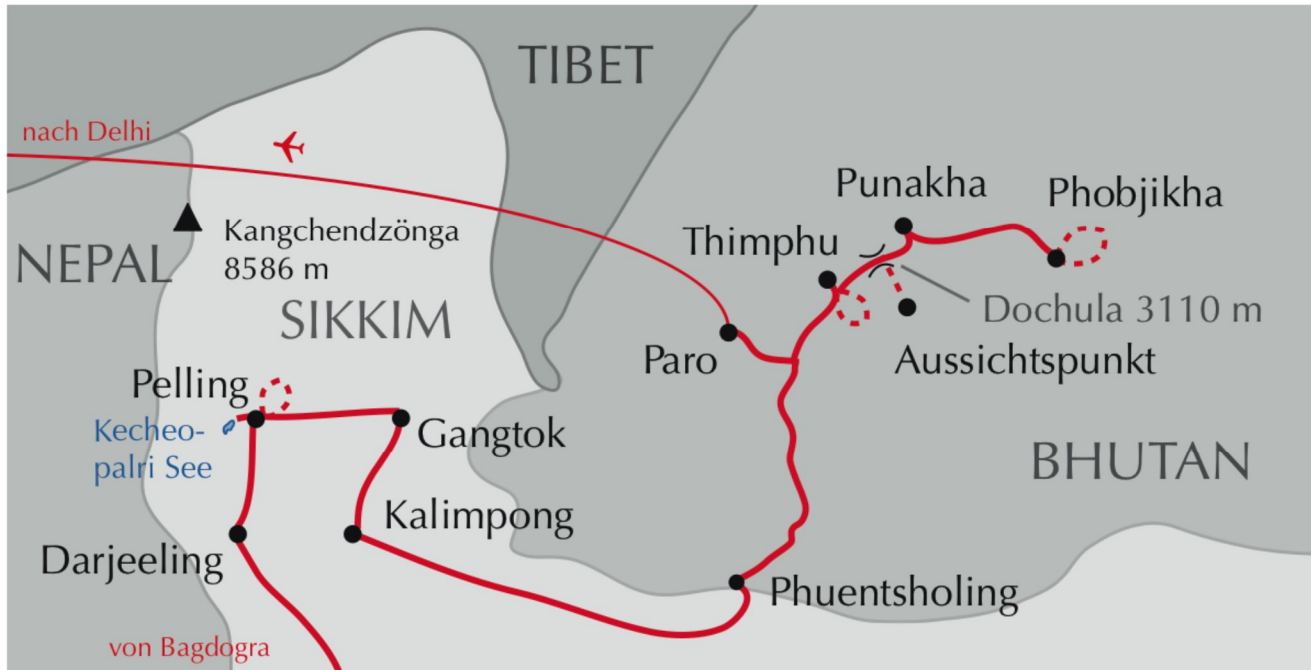 TIBET
nach Delhi
Punakha
Phobjikha
Thimphu
Kangchendzönga
8586 m
NEPAL
SIKKIM
Dochula 3110 m
Paro
Aussichtspunkt
Pelling
Kecheo-
palri See
Gangtok
BHUTAN
Kalimpong
Darjeeling
Phuentsholing
von Bagdogra